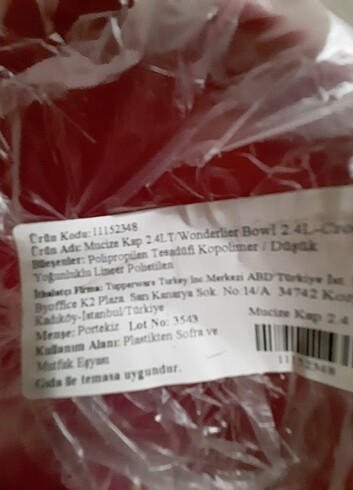 Ürün Kodu: 11152348
Ürün Adı: Mucize Kap 2.4LT/Wonderlier Bowl 2.4L-Cro
Bileşenler: Polipropilen Tesadüfi Kopolimer / Düşük
Yoğunluklu Lineer Polietilen
İthalatçı Firma: Tupperware Turkey Inc. Merkezi ABD Türkiye İst.
Byoffice K2 Plaza. Sarı Kanarya Sok. No:14/A 34742 Koz
Kadıköy-İstanbul/Türkiye
Menşe: Portekiz Lot No: 3543
Kullanım Alanı: Plastikten Sofra ve
Mutfak Eşyası
Gıda ile temasa uygundur.
Mucize Kap 2.4
11152348